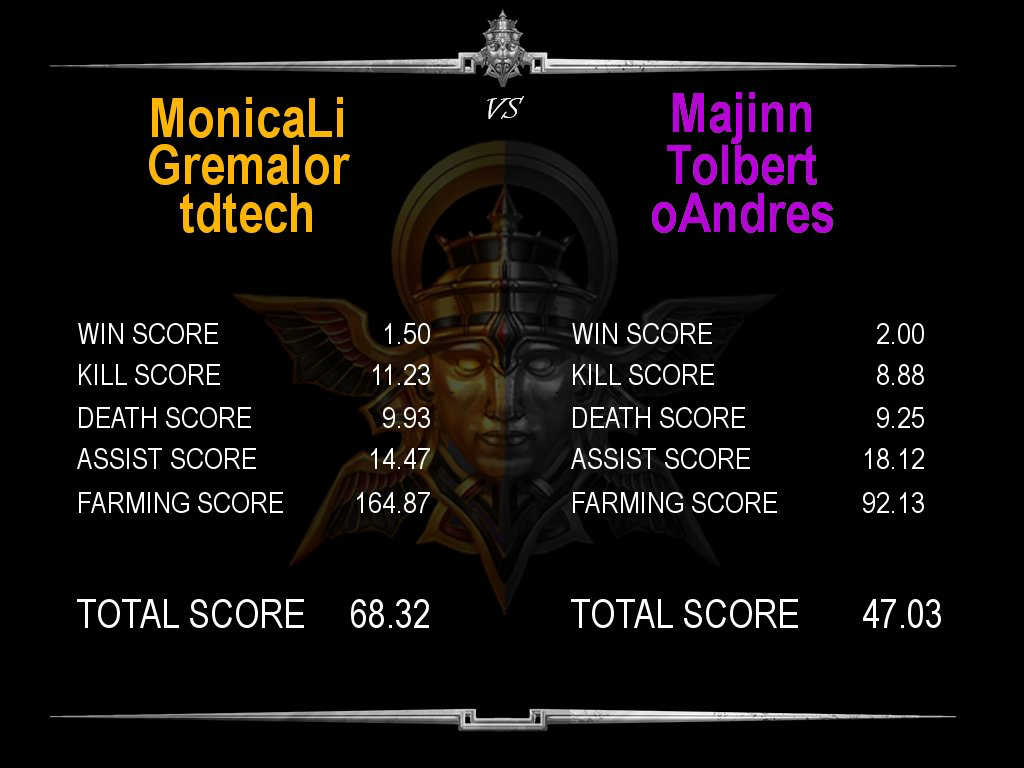 VS
MonicaLi
Gremalor
tdtech
Majinn
Tolbert
oAndres
WIN SCORE 1.50
KILL SCORE 11.23
DEATH SCORE 9.93
ASSIST SCORE 14.47
FARMING SCORE 164.87
TOTAL SCORE 68.32
WIN SCORE 2.00
KILL SCORE 8.88
DEATH SCORE 9.25
ASSIST SCORE 18.12
FARMING SCORE 92.13
TOTAL SCORE 47.03